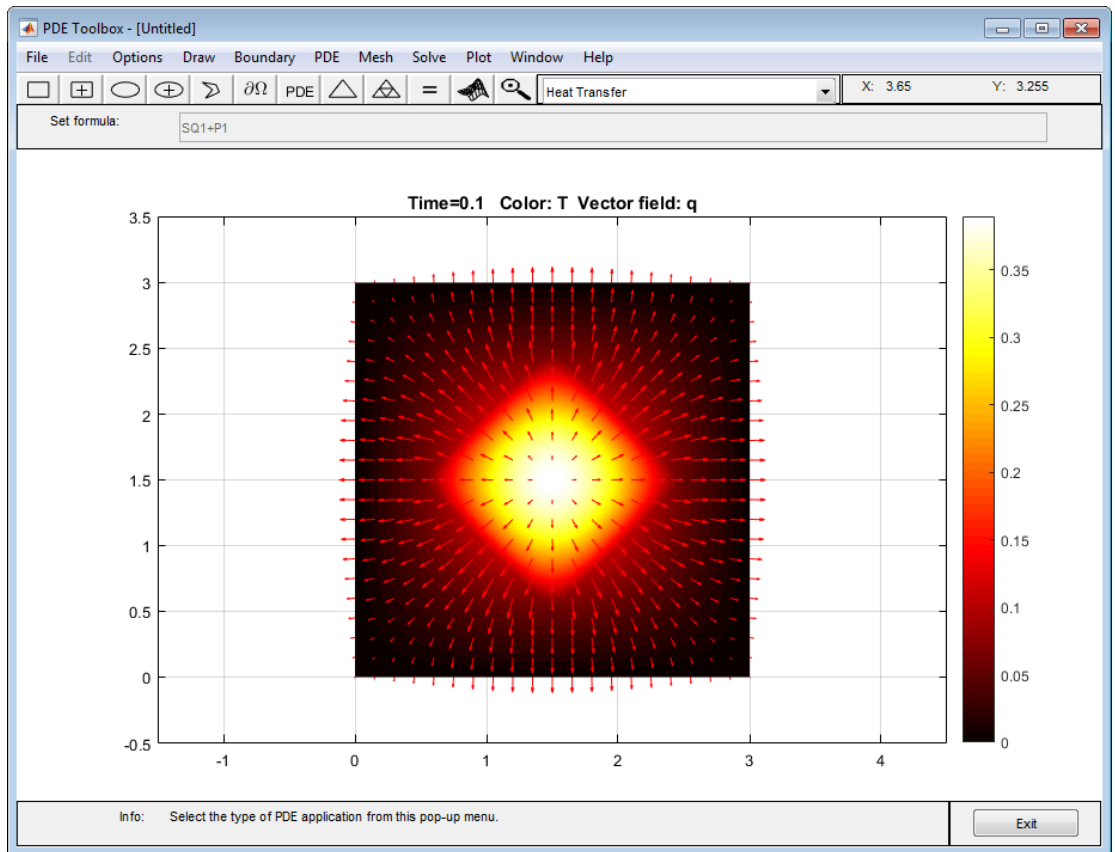 PDE Toolbox - [Untitled]
File Edit Options Draw Boundary PDE Mesh Solve Plot Window Help
∂Ω PDE = Heat Transfer X: 3.65 Y: 3.255
Set formula: SQ1+P1
Time=0.1 Color: T Vector field: q
3.5
3
2.5
2
1.5
1
0.5
0
-0.5
-1 0 1 2 3 4
0.35
0.3
0.25
0.2
0.15
0.1
0.05
0
Info: Select the type of PDE application from this pop-up menu.
Exit